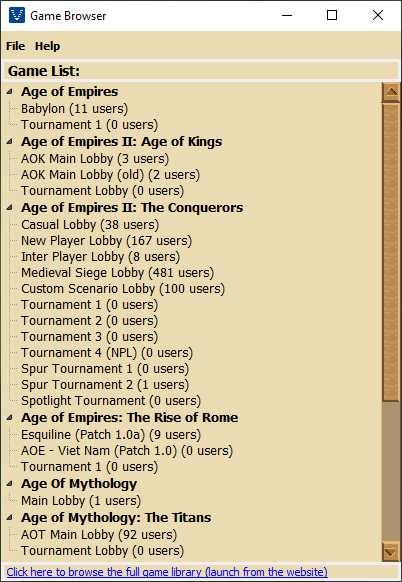 Game Browser
File Help
Game List:
Age of Empires
Babylon (11 users)
Tournament 1 (0 users)
Age of Empires II: Age of Kings
AOK Main Lobby (3 users)
AOK Main Lobby (old) (2 users)
Tournament Lobby (0 users)
Age of Empires II: The Conquerors
Casual Lobby (38 users)
New Player Lobby (167 users)
Inter Player Lobby (8 users)
Medieval Siege Lobby (481 users)
Custom Scenario Lobby (100 users)
Tournament 1 (0 users)
Tournament 2 (0 users)
Tournament 3 (0 users)
Tournament 4 (NPL) (0 users)
Spur Tournament 1 (0 users)
Spur Tournament 2 (1 users)
Spotlight Tournament (0 users)
Age of Empires: The Rise of Rome
Esquiline (Patch 1.0a) (9 users)
AOE - Viet Nam (Patch 1.0) (0 users)
Tournament 1 (0 users)
Age Of Mythology
Main Lobby (1 users)
Age of Mythology: The Titans
AOT Main Lobby (92 users)
Tournament Lobby (0 users)
Click here to browse the full game library (launch from the website)